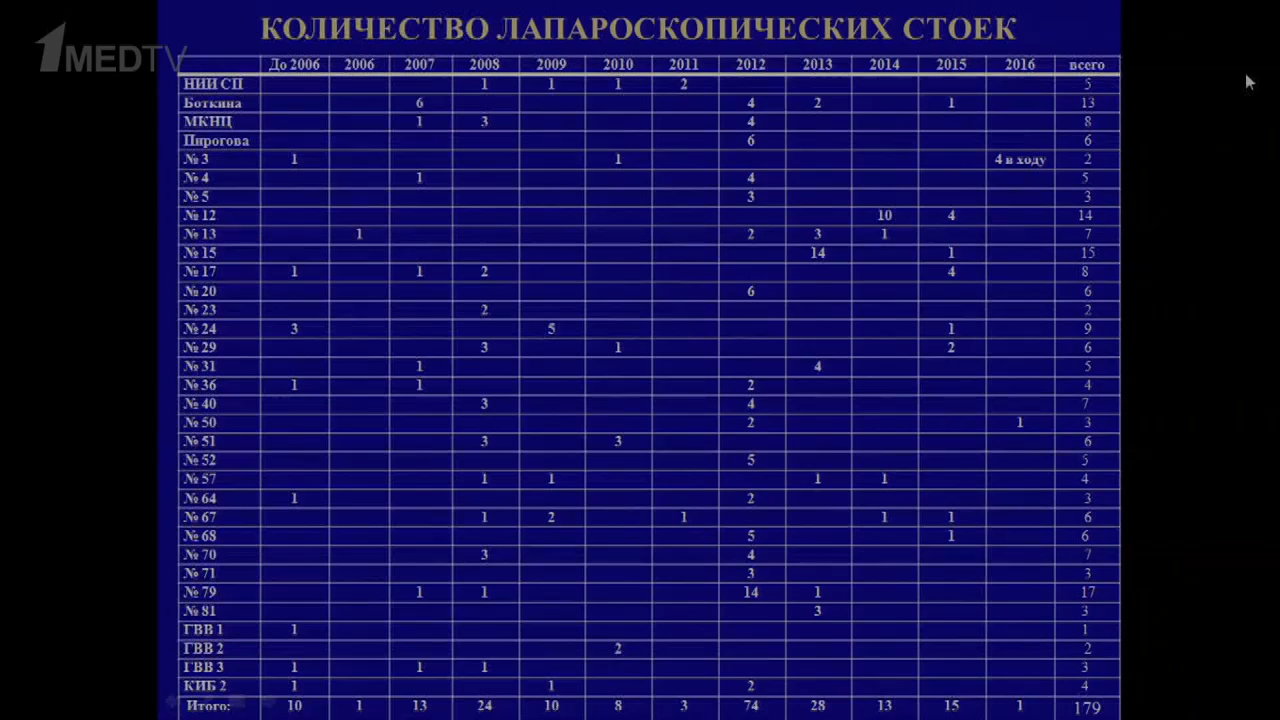 1MEDTV
КОЛИЧЕСТВО ЛАПАРОСКОПИЧЕСКИХ СТОЕК
До 2006 2006 2007 2008 2009 2010 2011 2012 2013 2014 2015 2016 всего
НИИ СП 1 1 1 2 5
Боткина 6 4 2 1 13
МКНЦ 1 3 4 8
Пирогова 6 6
№ 3 1 1 4 в ходу 2
№ 4 1 4 5
№ 5 3 3
№ 12 10 4 14
№ 13 1 2 3 1 7
№ 15 14 1 15
№ 17 1 1 2 4 8
№ 20 6 6
№ 23 2 2
№ 24 3 5 1 9
№ 29 3 1 2 6
№ 31 1 4 5
№ 36 1 1 2 4
№ 40 3 4 7
№ 50 2 1 3
№ 51 3 3 6
№ 52 5 5
№ 57 1 1 1 1 4
№ 64 1 2 3
№ 67 1 2 1 1 1 6
№ 68 5 1 6
№ 70 3 4 7
№ 71 3 3
№ 79 1 1 14 1 17
№ 81 3 3
ГВВ 1 1 1
ГВВ 2 2 2
ГВВ 3 1 1 1 3
КИБ 2 1 1 2 4
Итого: 10 1 13 24 10 8 3 74 28 13 15 1 179